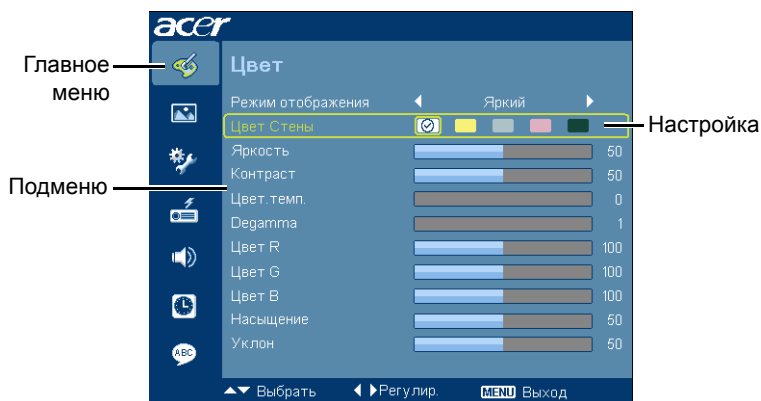 acer
Главное меню
Цвет
Режим отображения Яркий
Цвет Стены
Настройка
Яркость 50
Контраст 50
Подменю
Цвет.темп. 0
Degamma 1
Цвет R 100
Цвет G 100
Цвет B 100
Насыщение 50
Уклон 50
ABC
Выбрать Регулир. MENU Выход